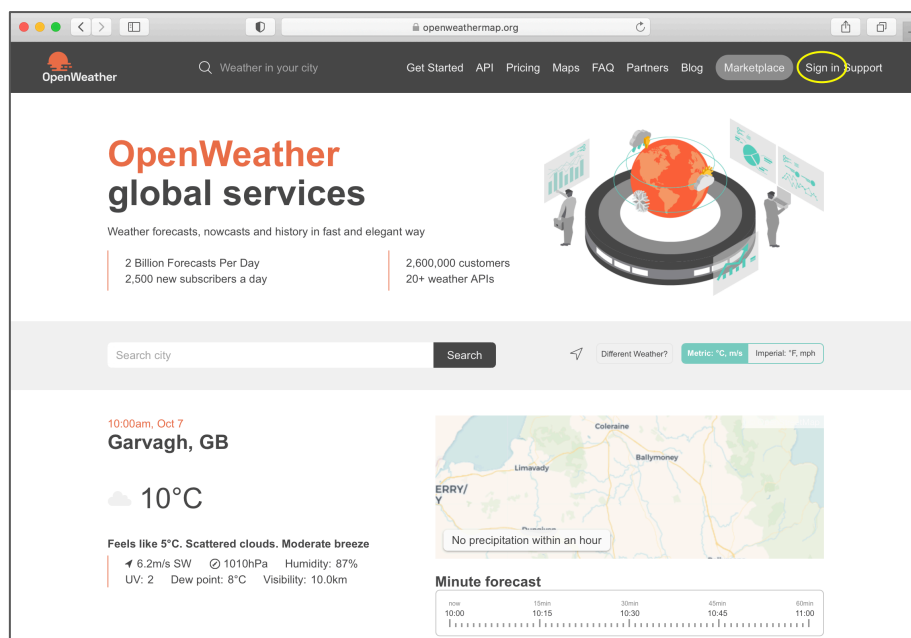 openweathermap.org
OpenWeather
Weather in your city
Get Started API Pricing Maps FAQ Partners Blog Marketplace Sign in Support
OpenWeather
global services
Weather forecasts, nowcasts and history in fast and elegant way
2 Billion Forecasts Per Day
2,500 new subscribers a day
2,600,000 customers
20+ weather APIs
Search city
Search
Different Weather?
Metric: °C, m/s
Imperial: °F, mph
10:00am, Oct 7
Garvagh, GB
10°C
Feels like 5°C. Scattered clouds. Moderate breeze
6.2m/s SW 1010hPa Humidity: 87%
UV: 2 Dew point: 8°C Visibility: 10.0km
Coleraine
Ballymoney
Limavady
ERRY/
Y
No precipitation within an hour
Minute forecast
now 15min 30min 45min 60min
10:00 10:15 10:30 10:45 11:00